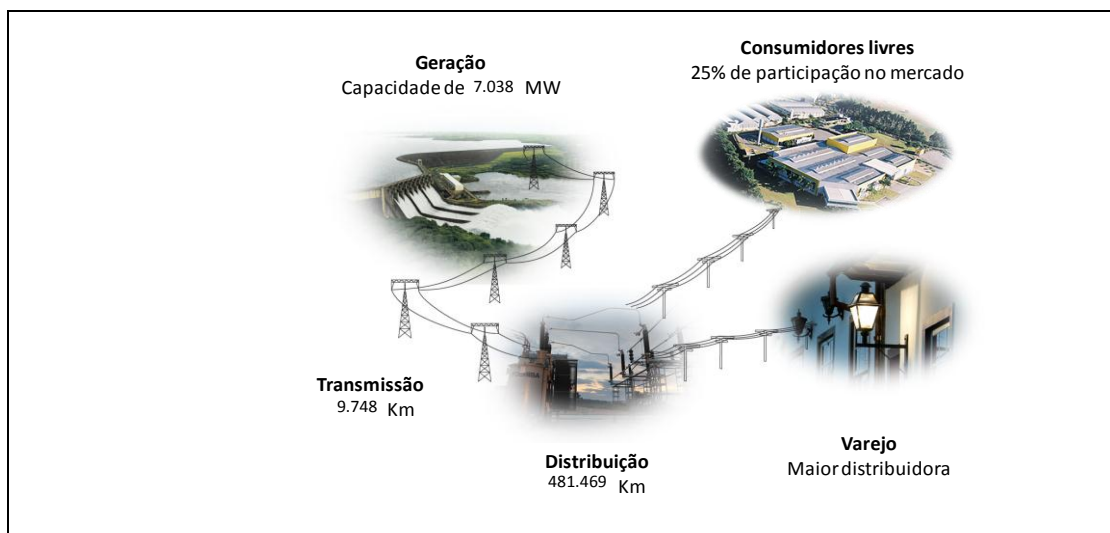 Geração
Capacidade de 7.038 MW
Consumidores livres
25% de participação no mercado
Transmissão
9.748 Km
Distribuição
481.469 Km
Varejo
Maior distribuidora